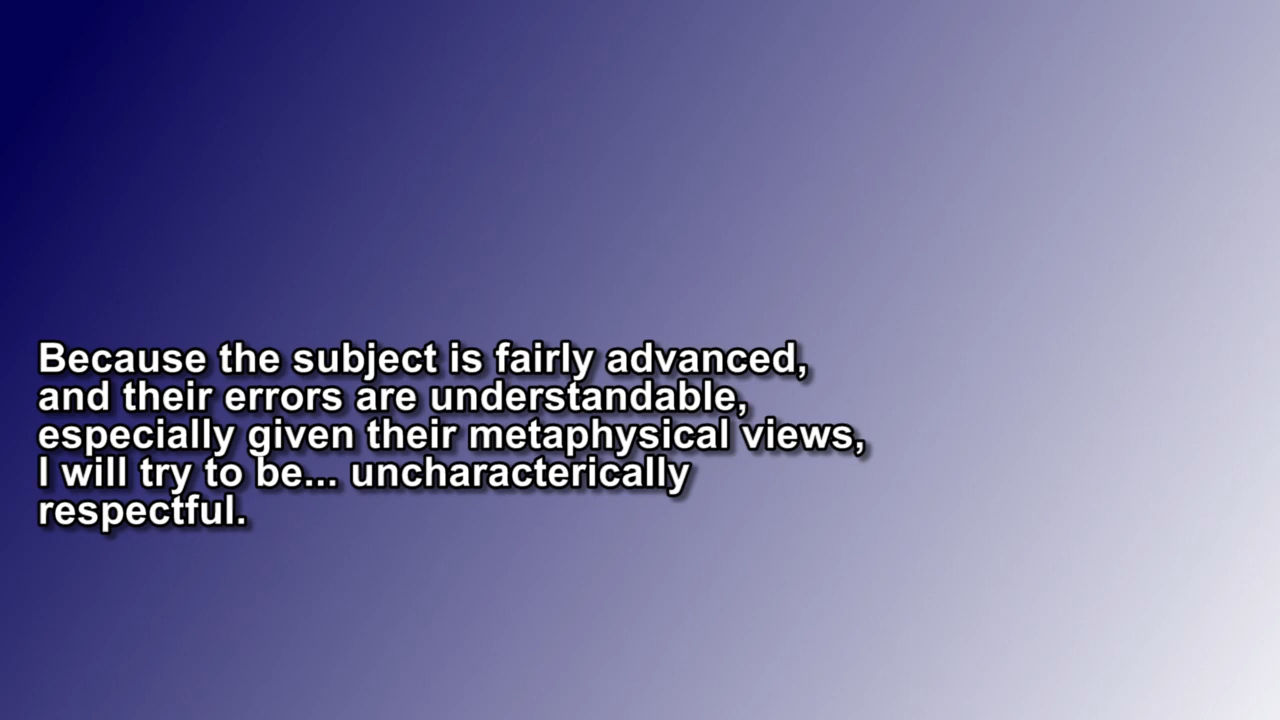 Because the subject is fairly advanced,
and their errors are understandable,
especially given their metaphysical views,
I will try to be... uncharacterically
respectful.